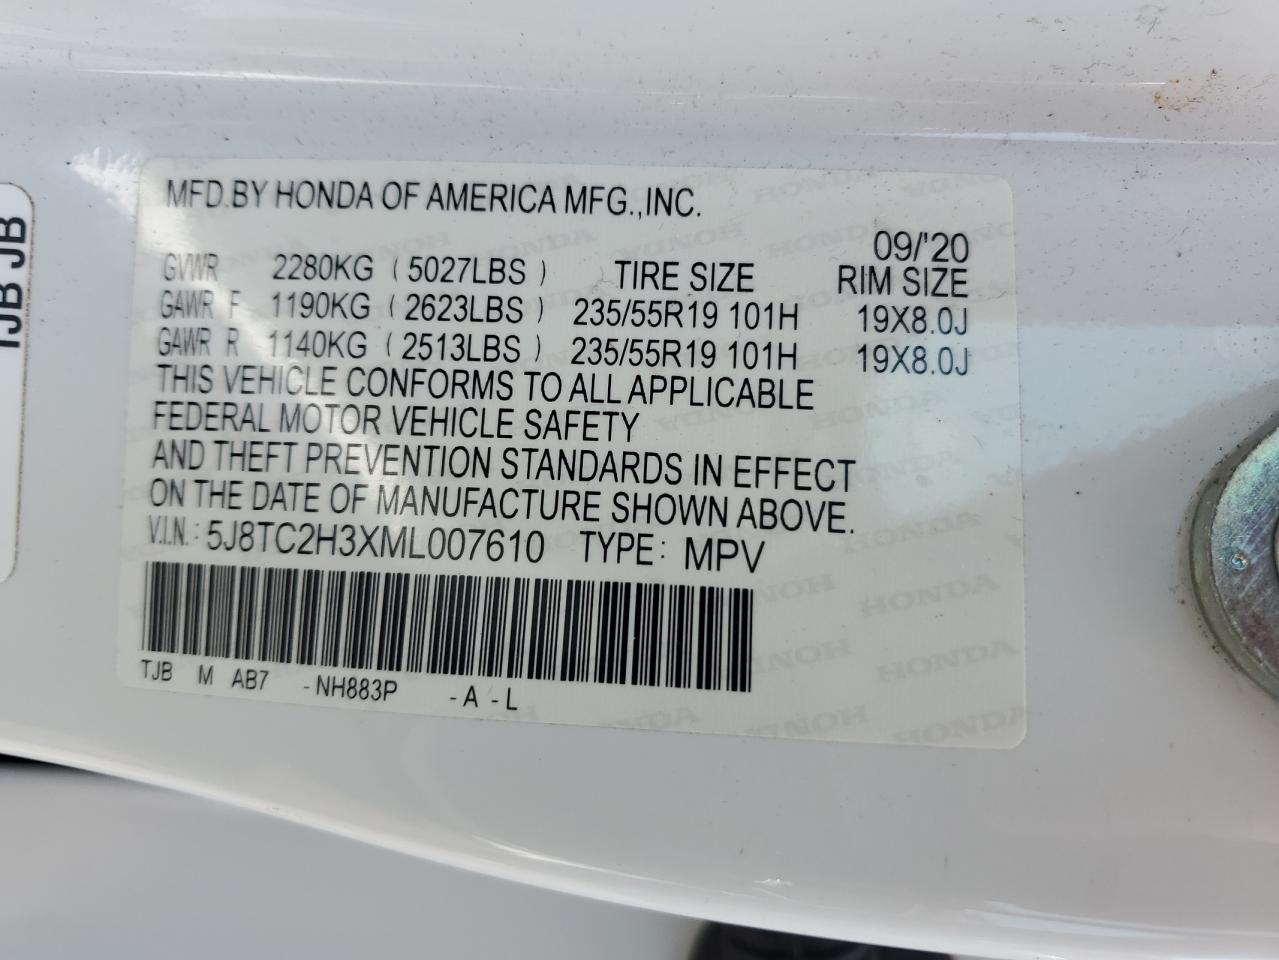 MFD.BY HONDA OF AMERICA MFG.,INC.
09/'20
GVWR 2280KG (5027LBS) TIRE SIZE RIM SIZE
GAWR F 1190KG (2623LBS) 235/55R19 101H 19X8.0J
GAWR R 1140KG (2513LBS) 235/55R19 101H 19X8.0J
THIS VEHICLE CONFORMS TO ALL APPLICABLE
FEDERAL MOTOR VEHICLE SAFETY
AND THEFT PREVENTION STANDARDS IN EFFECT
ON THE DATE OF MANUFACTURE SHOWN ABOVE.
V.I.N.: 5J8TC2H3XML007610 TYPE: MPV
TJB M AB7 -NH883P -A -L
TJB JB